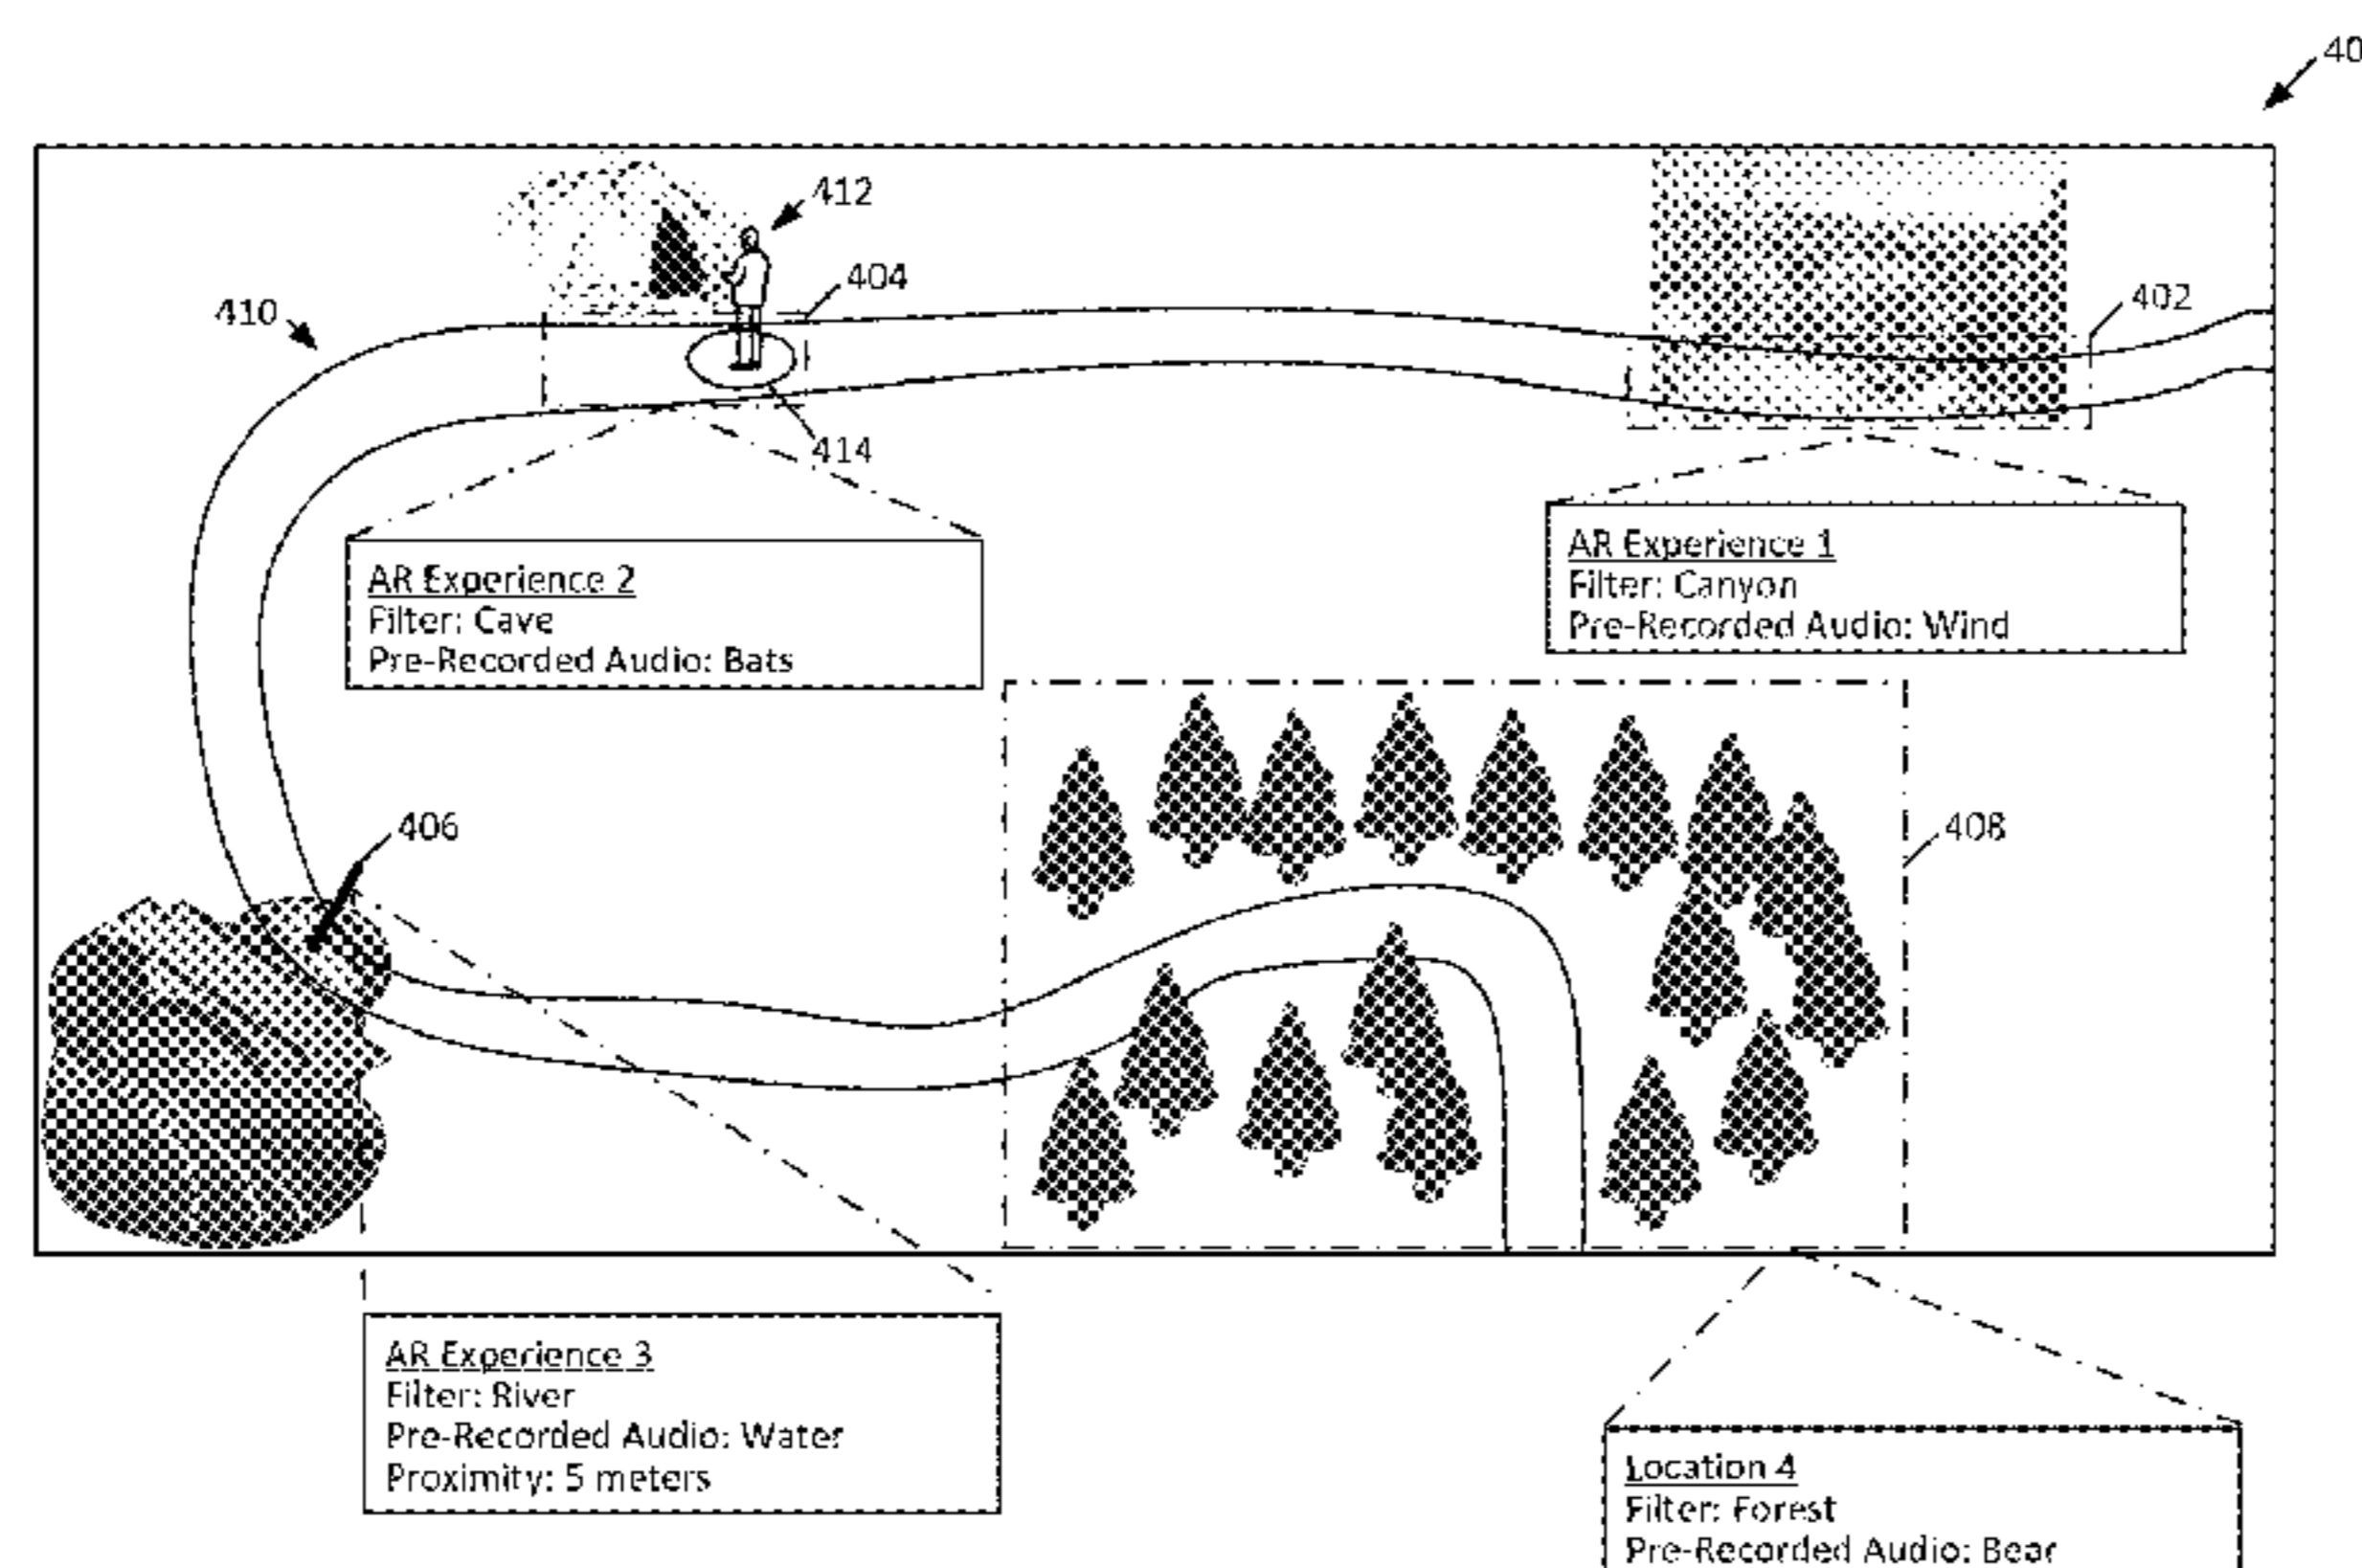 40
412
404
402
410
414
AR Experience 1
Filter: Canyon
Pre-Recorded Audio: Wind
AR Experience 2
Filter: Cave
Pre-Recorded Audio: Bats
406
408
AR Experience 3
Filter: River
Pre-Recorded Audio: Water
Proximity: 5 meters
Location 4
Filter: Forest
Pre-Recorded Audio: Bear